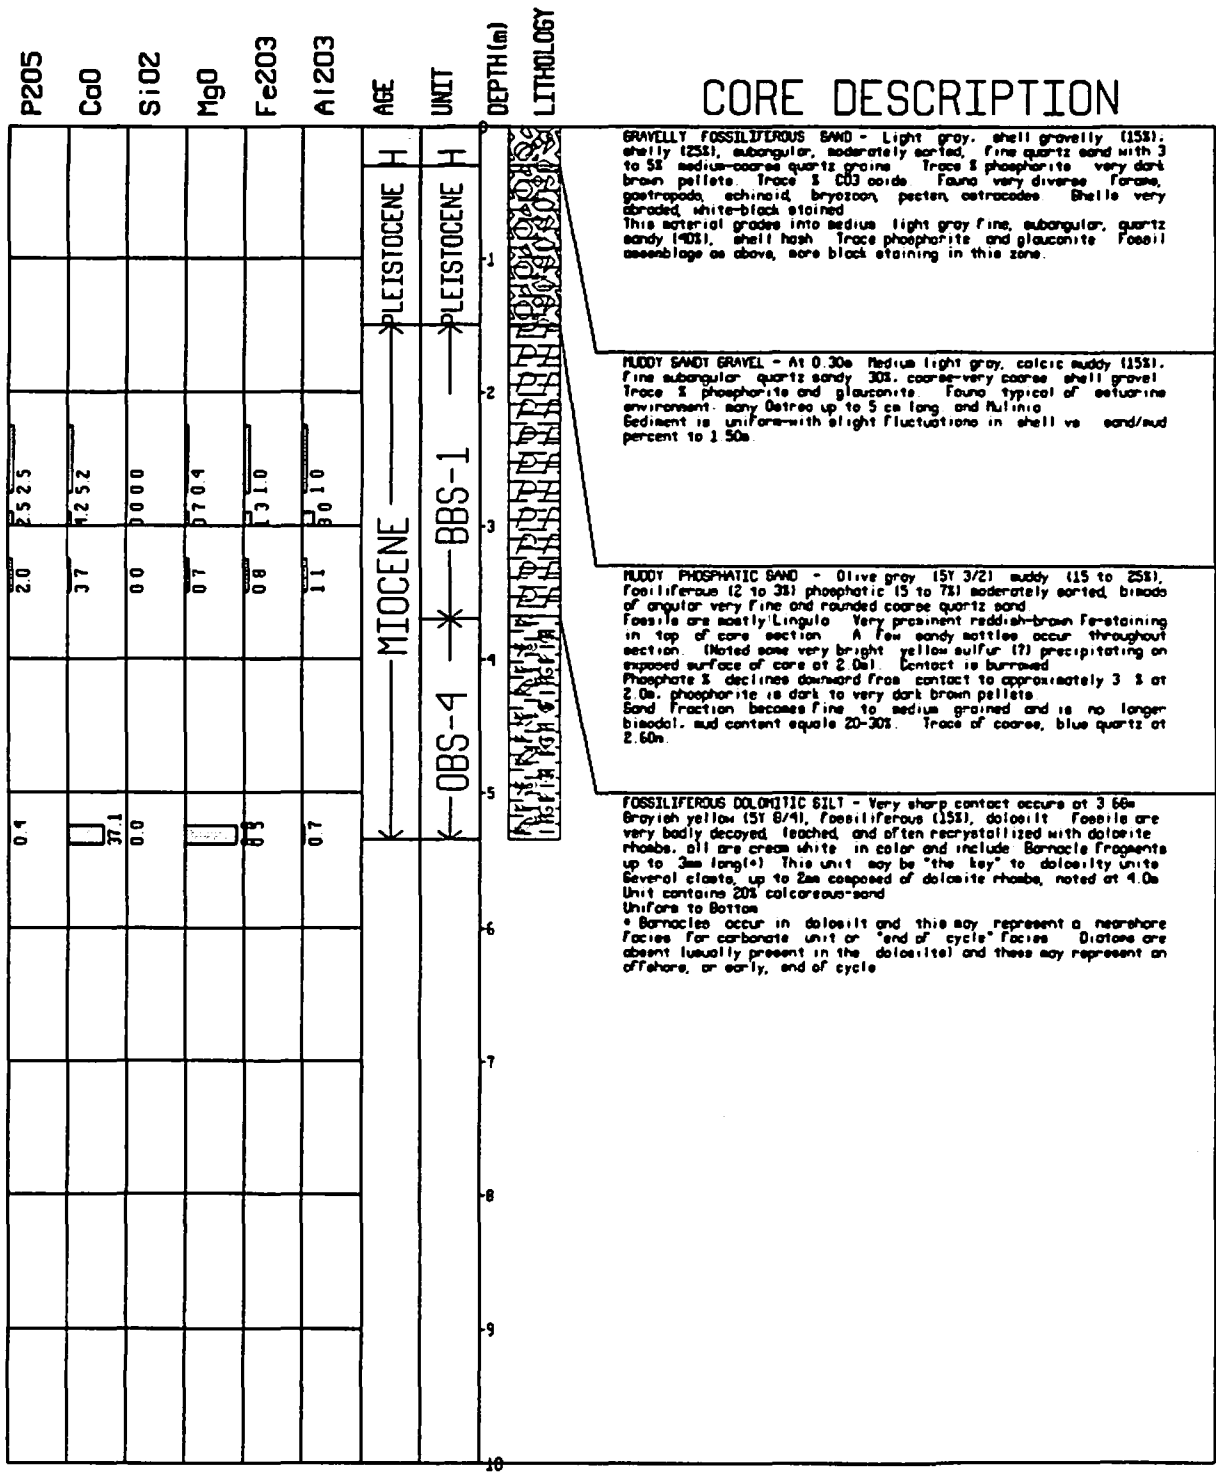 P2O5
CaO
SiO2
MgO
Fe2O3
Al2O3
AGE
UNIT
DEPTH(m)
LITHOLOGY
CORE DESCRIPTION
H
H
PLEISTOCENE
PLEISTOCENE
MIOCENE
BBS-1
OBS-4
0
1
2
3
4
5
6
7
8
9
10
2.5 2.5
4.2 5.2
0 0 0 0
0 7 0.4
1 3 1.0
3 0 1 0
2.0
3 7
0 0
0.7
0 8
1 1
0.4
37.1
0.0
0.7
GRAVELLY FOSSILIFEROUS SAND - Light gray, shell gravelly (15%),
shelly (25%), subangular, moderately sorted, fine quartz sand with 3
to 5% medium-coarse quartz grains Trace % phosphorite very dark
brown pellets. Trace % CO3 ooids. Fauna very diverse Forams,
gastropods, echinoid, bryozoan, pecten, ostracodes Shells very
abraded, white-black stained
This material grades into medium light gray fine, subangular, quartz
sandy (40%), shell hash Trace phosphorite and glauconite Fossil
assemblage as above, more black staining in this zone.
MUDDY SANDY GRAVEL - At 0.30m Medium light gray, calcic muddy (15%),
fine subangular quartz sandy 30%, coarse-very coarse shell gravel
Trace % phosphorite and glauconite. Fauna typical of estuarine
environment- many Ostrea up to 5 cm long and Mulinia
Sediment is uniform-with slight fluctuations in shell vs sand/mud
percent to 1.50m.
MUDDY PHOSPHATIC SAND - Olive gray (5Y 3/2) muddy (15 to 25%),
fossiliferous (2 to 3%) phosphatic (5 to 7%) moderately sorted, bimode
of angular very fine and rounded coarse quartz sand
Fossils are mostly Lingula Very prominent reddish-brown Fe-staining
in top of core section A few sandy mottles occur throughout
section. (Noted some very bright yellow sulfur (?) precipitating on
exposed surface of core at 2.0m). Contact is burrowed
Phosphate % declines downward from contact to approximately 3 % at
2.0m, phosphorite is dark to very dark brown pellets
Sand fraction becomes fine to medium grained and is no longer
bimodal, mud content equals 20-30%. Trace of coarse, blue quartz at
2.60m.
FOSSILIFEROUS DOLOMITIC SILT - Very sharp contact occurs at 3 68m
Grayish yellow (5Y 8/4), fossiliferous (15%), dolosilt Fossils are
very badly decayed, leached, and often recrystallized with dolomite
rhombs, all are cream white in color and include Barnacle fragments
up to 3mm long(*) This unit may be "the key" to dolosilty units
Several clasts, up to 2mm composed of dolomite rhombs, noted at 4.0m
Unit contains 20% calcareous-sand
Uniform to Bottom
* Barnacles occur in dolosilt and this may represent a nearshore
facies for carbonate unit or "end of cycle" facies Diatoms are
absent (usually present in the dolosilts) and these may represent an
offshore, or early, end of cycle